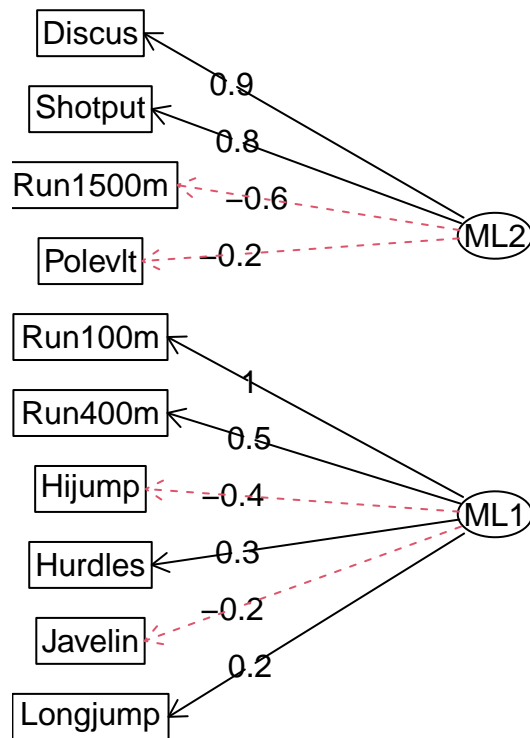 Discus
0.9
Shotput
0.8
Run1500m
−0.6
ML2
Polevlt
−0.2
Run100m
1
Run400m
0.5
Hijump
−0.4
ML1
Hurdles
0.3
Javelin
−0.2
Longjump
0.2